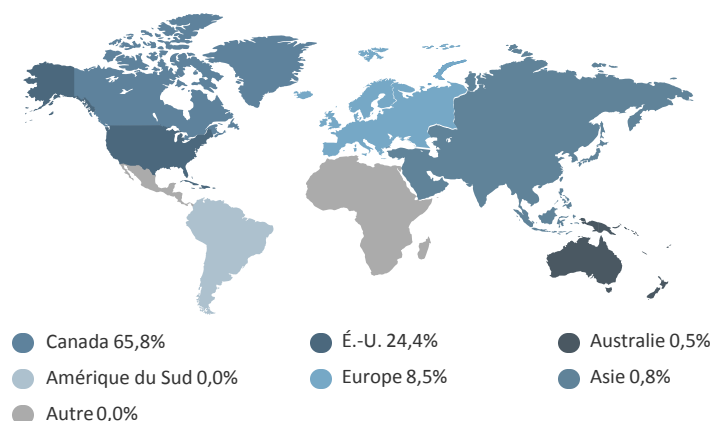 Canada 65,8%
É.-U. 24,4%
Australie 0,5%
Amérique du Sud 0,0%
Europe 8,5%
Asie 0,8%
Autre 0,0%